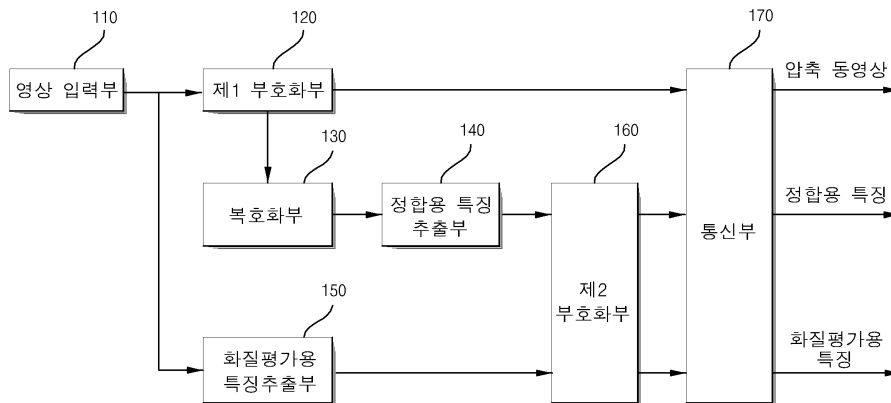 110
120
170
영상 입력부
제1 부호화부
압축 동영상
130
140
160
복호화부
정합용 특징
추출부
정합용 특징
통신부
제2
부호화부
150
화질평가용
특징추출부
화질평가용
특징